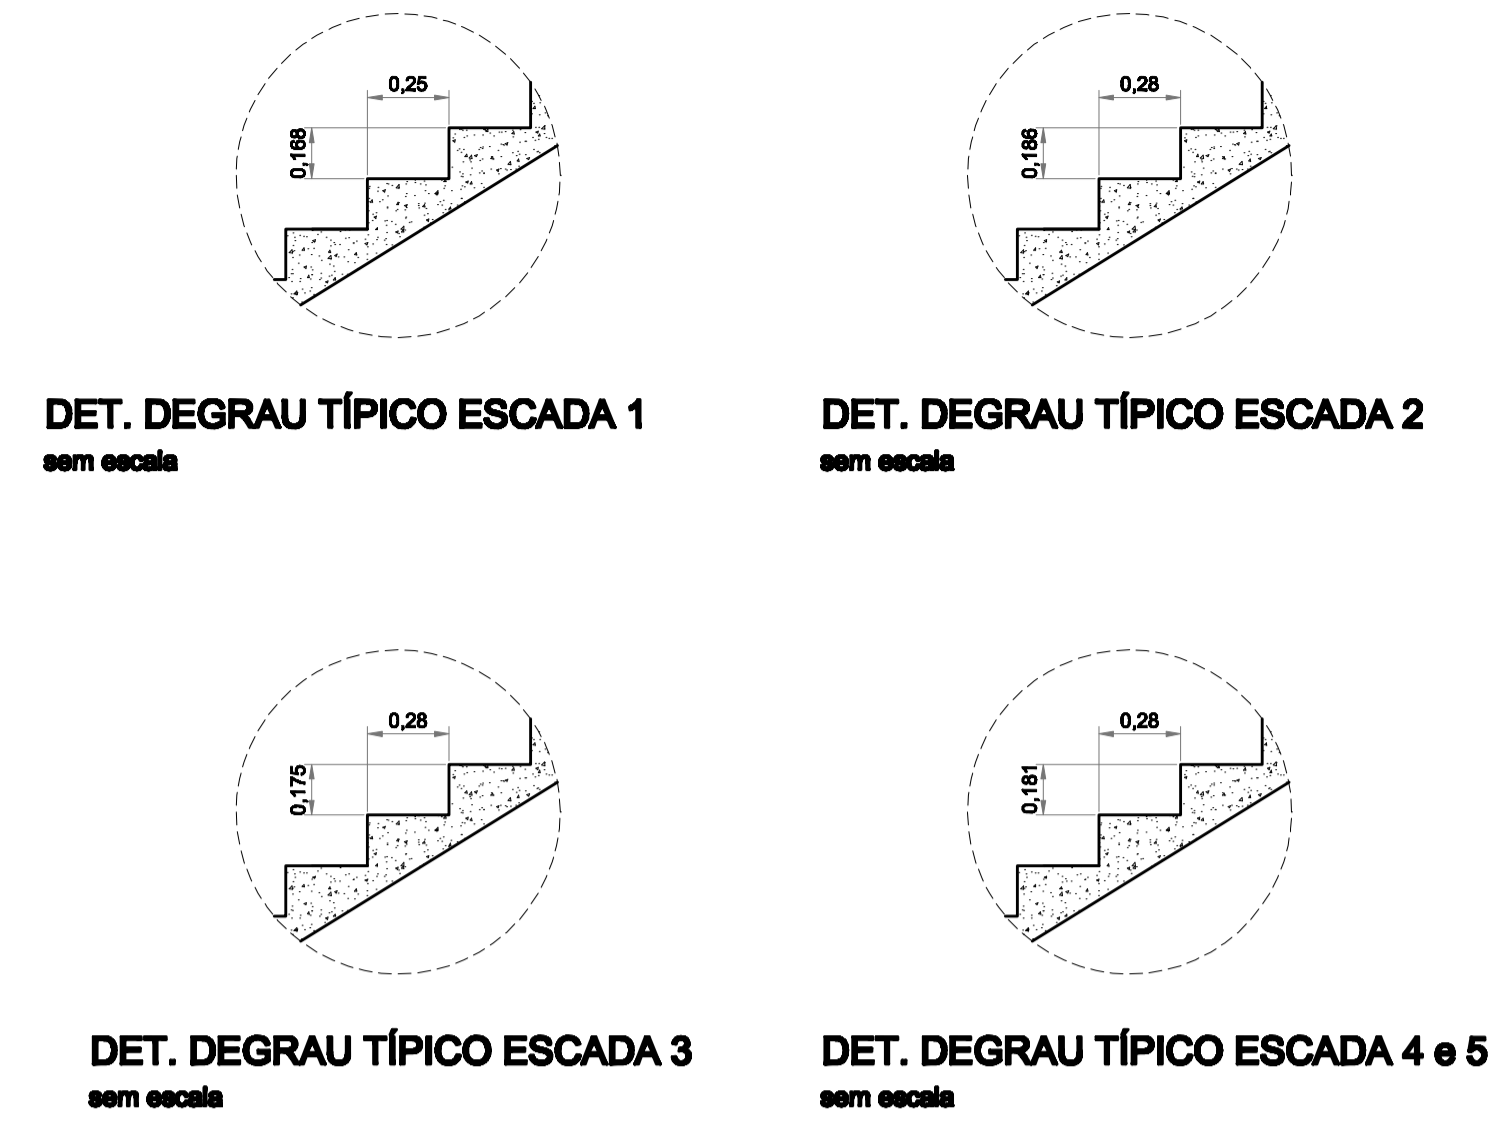 0,25
0,168
DET. DEGRAU TÍPICO ESCADA 1
sem escala
0,28
0,186
DET. DEGRAU TÍPICO ESCADA 2
sem escala
0,28
0,175
DET. DEGRAU TÍPICO ESCADA 3
sem escala
0,28
0,181
DET. DEGRAU TÍPICO ESCADA 4 e 5
sem escala